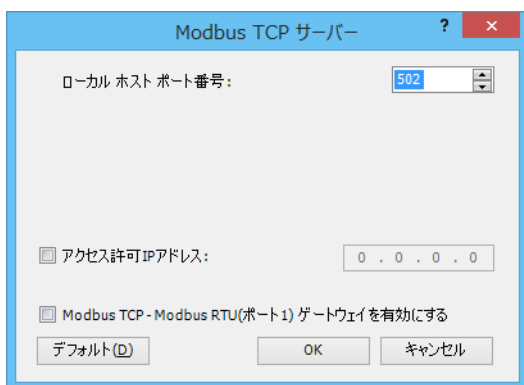 Modbus TCP サーバー
? ×
ローカル ホスト ポート番号: 502
アクセス許可IPアドレス: 0 . 0 . 0 . 0
Modbus TCP - Modbus RTU(ポート1) ゲートウェイを有効にする
デフォルト(D) OK キャンセル